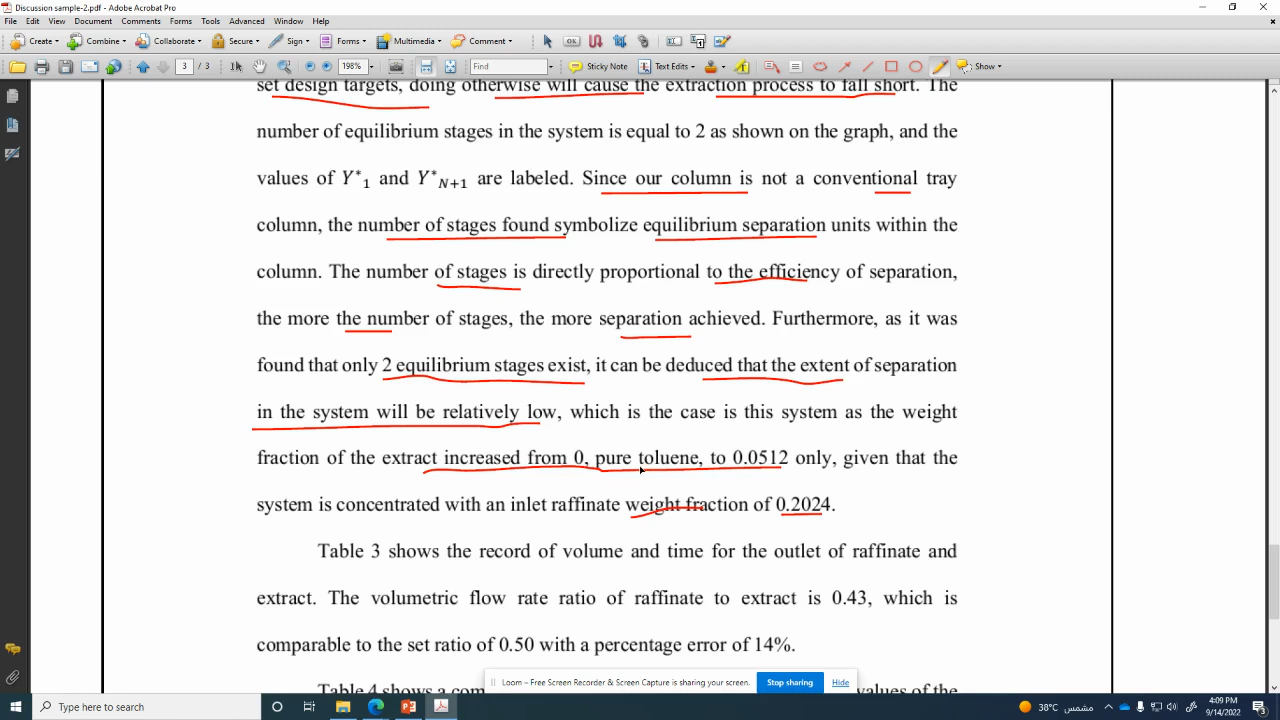 Discussion sample-2.pdf - Adobe Acrobat Pro
File Edit View Document Comments Forms Tools Advanced Window Help
Create Combine Collaborate Secure Sign Forms Multimedia Comment
3 / 3 198% Find Sticky Note Text Edits Show
set design targets, doing otherwise will cause the extraction process to fall short. The
number of equilibrium stages in the system is equal to 2 as shown on the graph, and the
values of Y*1 and Y*N+1 are labeled. Since our column is not a conventional tray
column, the number of stages found symbolize equilibrium separation units within the
column. The number of stages is directly proportional to the efficiency of separation,
the more the number of stages, the more separation achieved. Furthermore, as it was
found that only 2 equilibrium stages exist, it can be deduced that the extent of separation
in the system will be relatively low, which is the case is this system as the weight
fraction of the extract increased from 0, pure toluene, to 0.0512 only, given that the
system is concentrated with an inlet raffinate weight fraction of 0.2024.
Table 3 shows the record of volume and time for the outlet of raffinate and
extract. The volumetric flow rate ratio of raffinate to extract is 0.43, which is
comparable to the set ratio of 0.50 with a percentage error of 14%.
Loom – Free Screen Recorder & Screen Capture is sharing your screen. Stop sharing Hide
Table 4 shows a com values of the
Type here to search
38°C مشمس
4:09 PM
9/14/2022